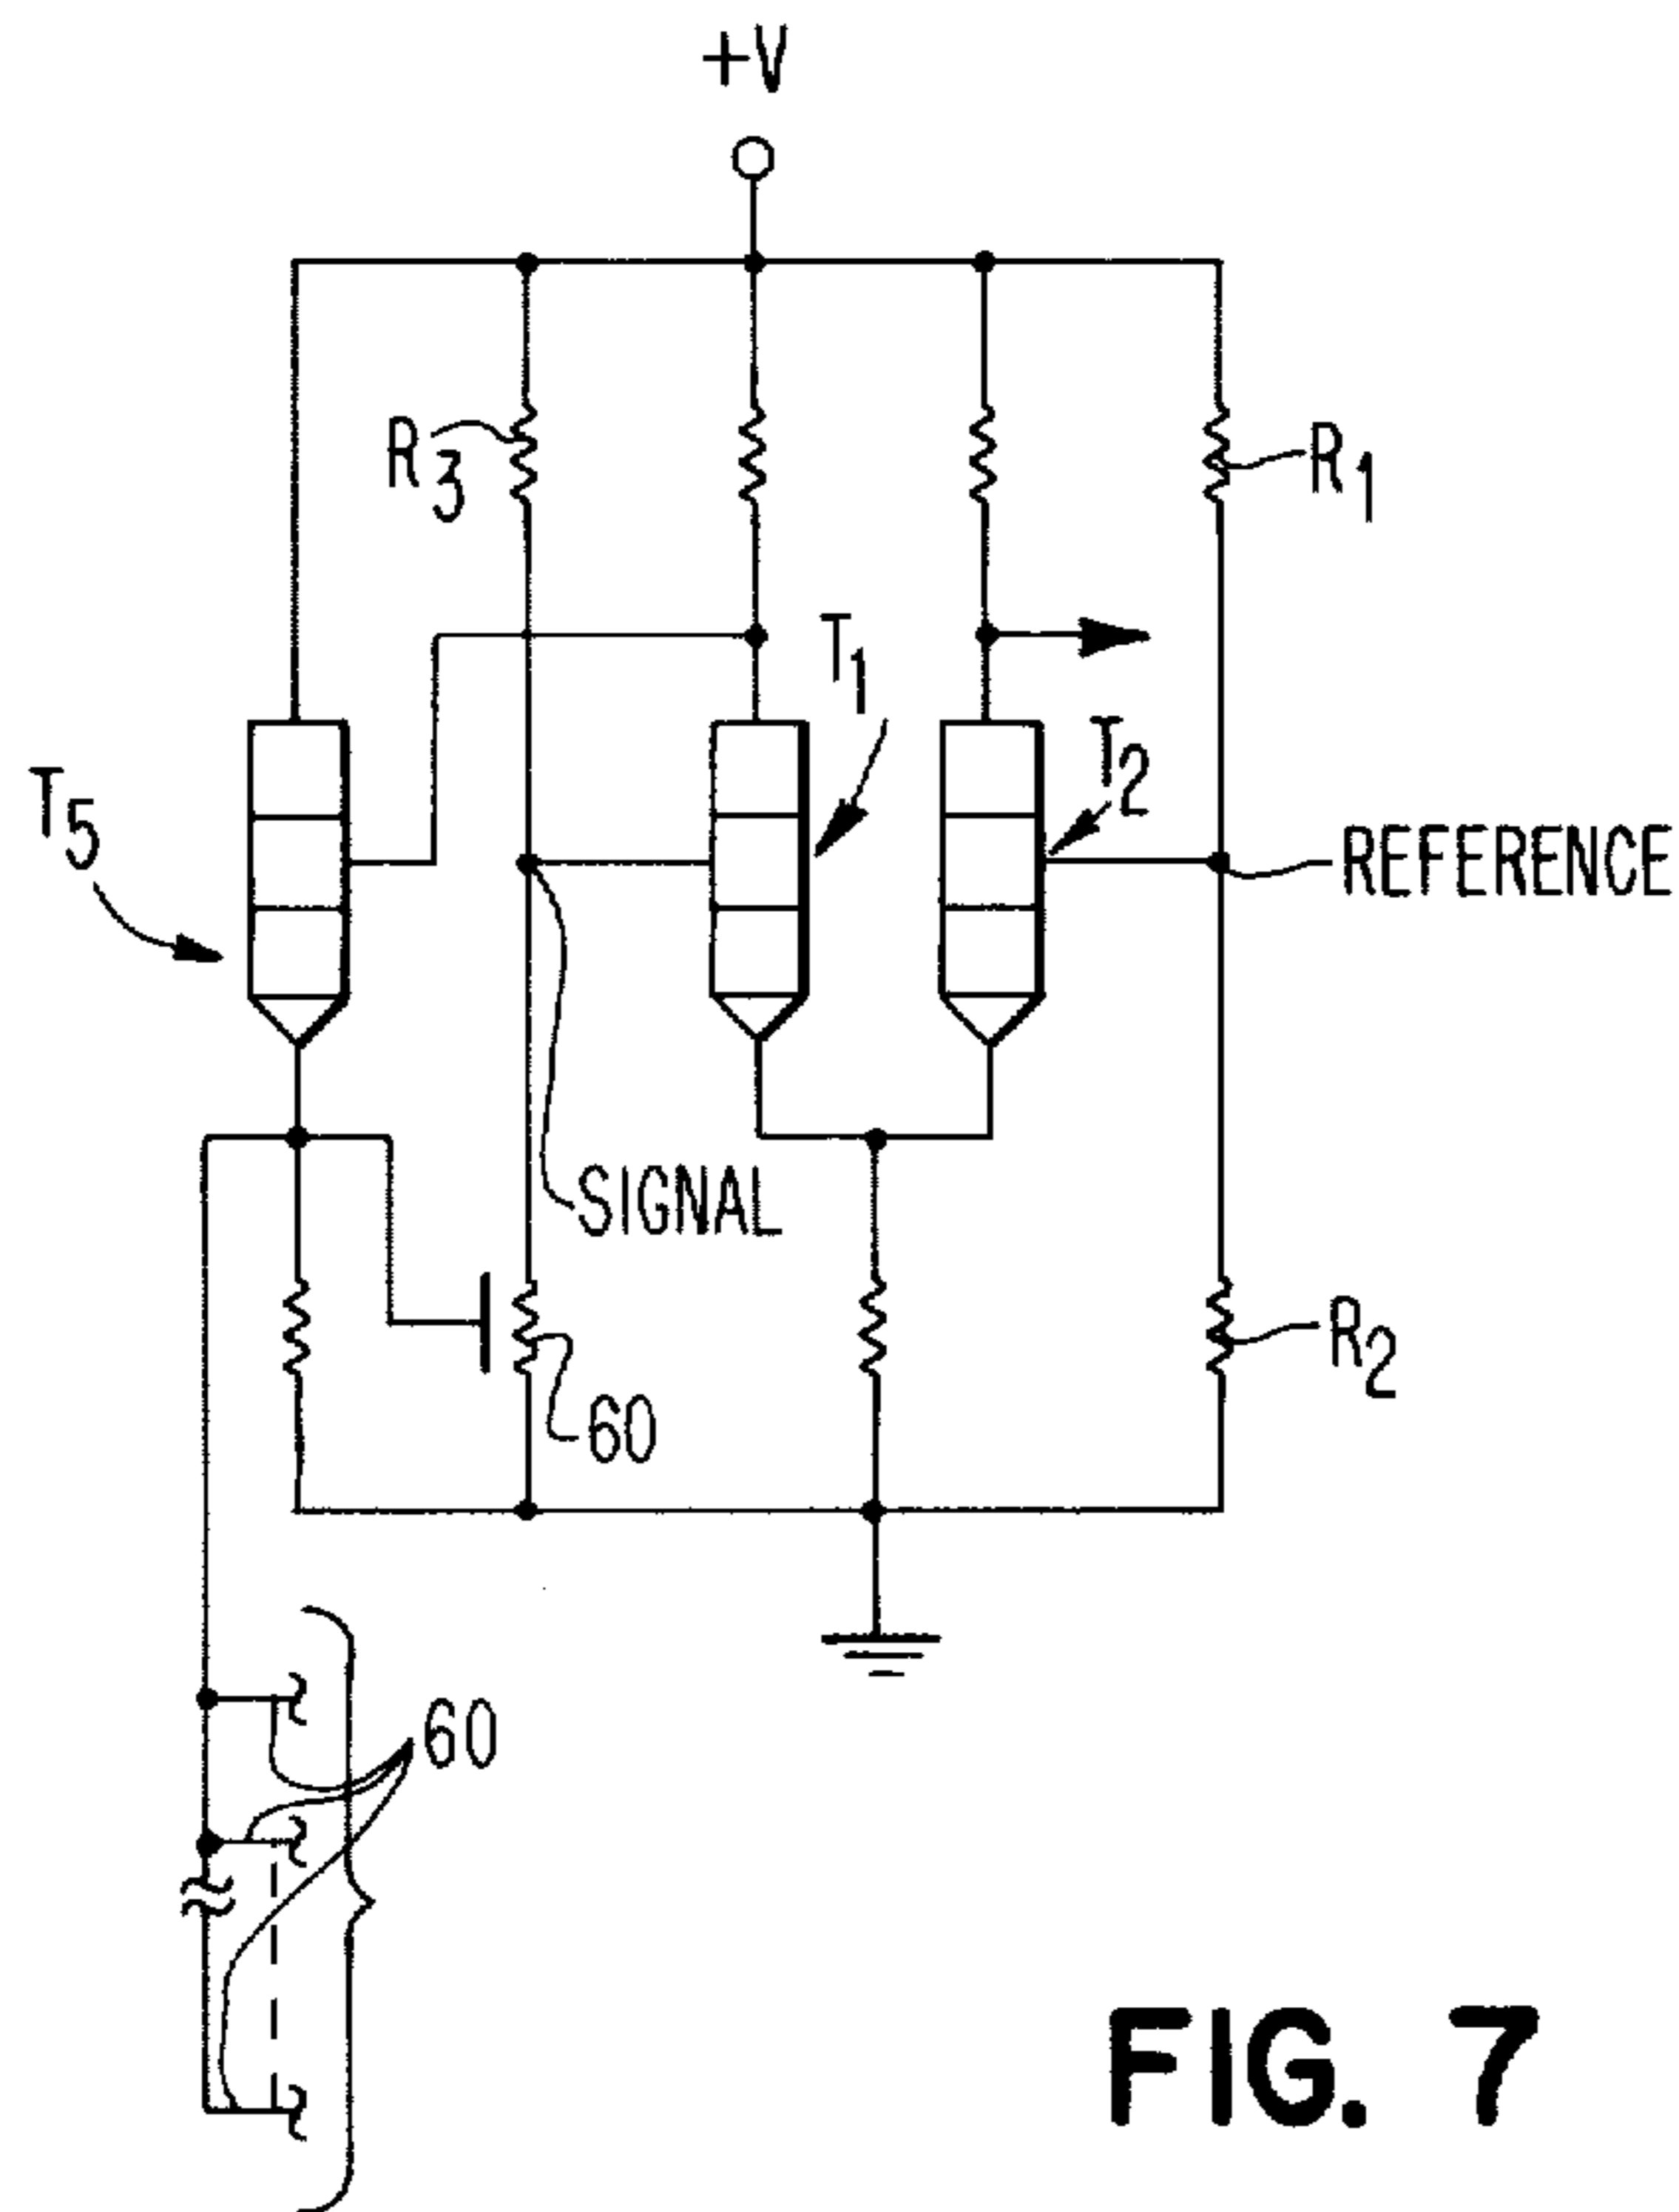 +V
R3
R1
T1
T2
T5
REFERENCE
SIGNAL
R2
60
60
FIG. 7